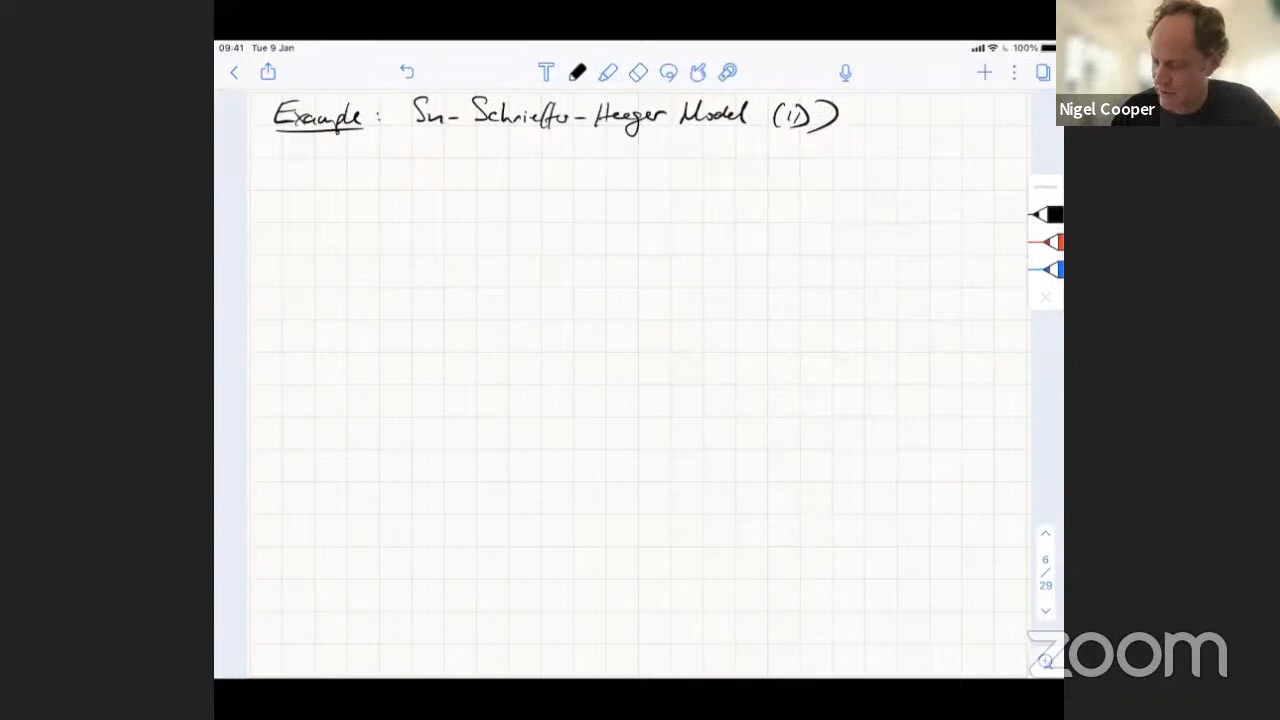 09:41 Tue 9 Jan
100%
Example: Su-Schrieffer-Heeger Model (1D)
Nigel Cooper
6
/
29
zoom